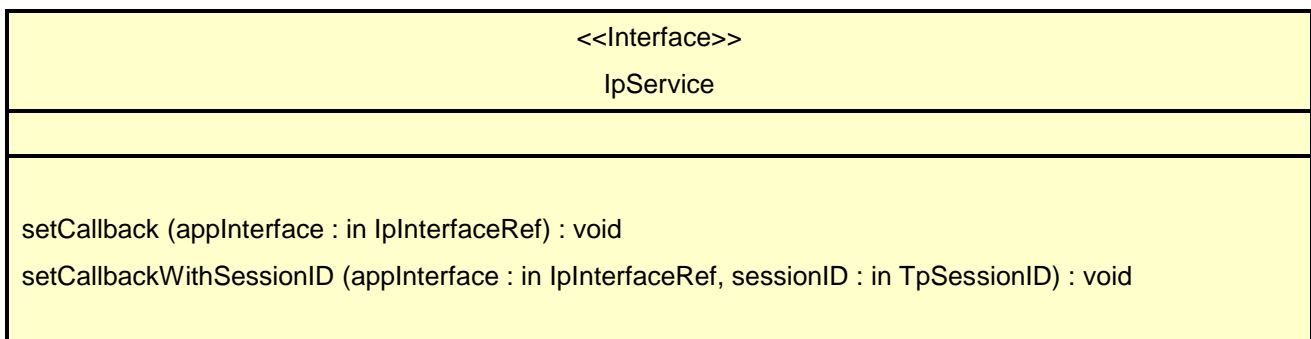 <<Interface>>
IpService
setCallback (appInterface : in IpInterfaceRef) : void
setCallbackWithSessionID (appInterface : in IpInterfaceRef, sessionID : in TpSessionID) : void